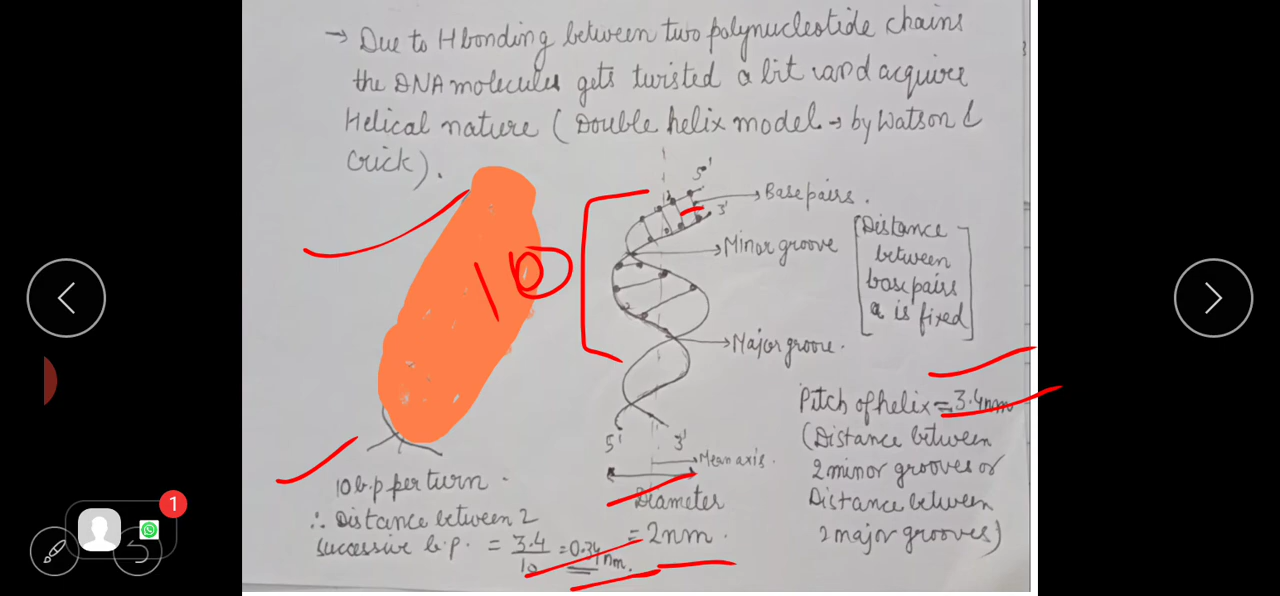 → Due to H bonding between two polynucleotide chains
the DNA molecules gets twisted a bit and acquire
Helical nature (Double helix model → by Watson &
Crick).
5'
→ Base pairs.
3'
→ Minor groove
[Distance
between
base pairs
is fixed]
10
→ Major groove.
Pitch of helix = 3.4nm
(Distance between
2 minor grooves or
Distance between
2 major grooves)
5' 3'
→ Mean axis.
Diameter
= 2nm.
10 b.p per turn.
∴ Distance between 2
successive b.p. = 3.4/10 = 0.34 nm.
1